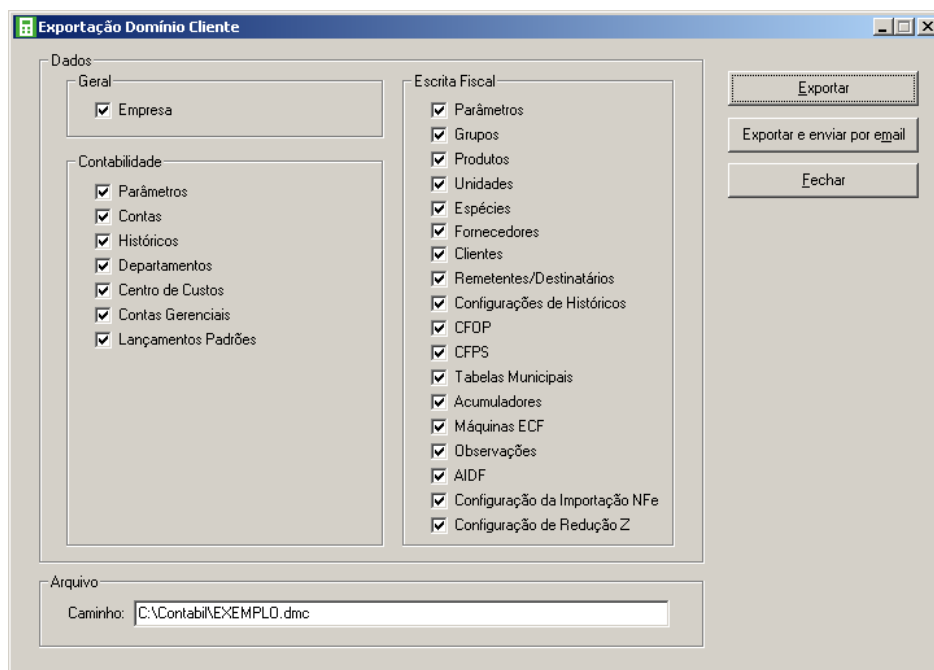 Exportação Domínio Cliente
Dados
Geral
Empresa
Contabilidade
Parâmetros
Contas
Históricos
Departamentos
Centro de Custos
Contas Gerenciais
Lançamentos Padrões
Escrita Fiscal
Parâmetros
Grupos
Produtos
Unidades
Espécies
Fornecedores
Clientes
Remetentes/Destinatários
Configurações de Históricos
CFOP
CFPS
Tabelas Municipais
Acumuladores
Máquinas ECF
Observações
AIDF
Configuração da Importação NFe
Configuração de Redução Z
Exportar
Exportar e enviar por email
Fechar
Arquivo
Caminho: C:\Contabil\EXEMPLO.dmc